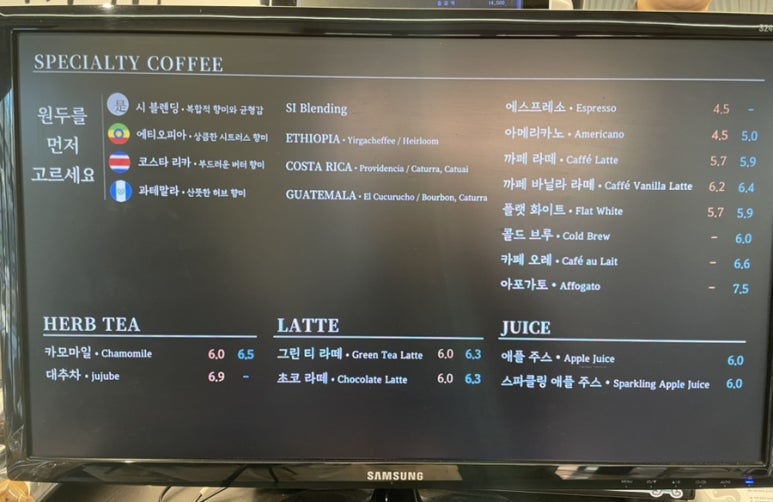 SPECIALTY COFFEE
원두를
먼저
고르세요
是 시 블렌딩 • 복합적 향미와 균형감
에티오피아 • 상큼한 시트러스 향미
코스타 리카 • 부드러운 버터 향미
과테말라 • 산뜻한 허브 향미
SI Blending
ETHIOPIA • Yirgacheffee / Heirloom
COSTA RICA • Providencia / Caturra, Catuai
GUATEMALA • El Cucurucho / Bourbon, Caturra
에스프레소 • Espresso 4.5 -
아메리카노 • Americano 4.5 5.0
까페 라떼 • Caffé Latte 5.7 5.9
까페 바닐라 라떼 • Caffé Vanilla Latte 6.2 6.4
플랫 화이트 • Flat White 5.7 5.9
콜드 브루 • Cold Brew - 6.0
카페 오레 • Café au Lait - 6.6
아포가토 • Affogato - 7.5
HERB TEA
카모마일 • Chamomile 6.0 6.5
대추차 • jujube 6.9 -
LATTE
그린 티 라떼 • Green Tea Latte 6.0 6.3
초코 라떼 • Chocolate Latte 6.0 6.3
JUICE
애플 주스 • Apple Juice 6.0
스파클링 애플 주스 • Sparkling Apple Juice 6.0
SAMSUNG